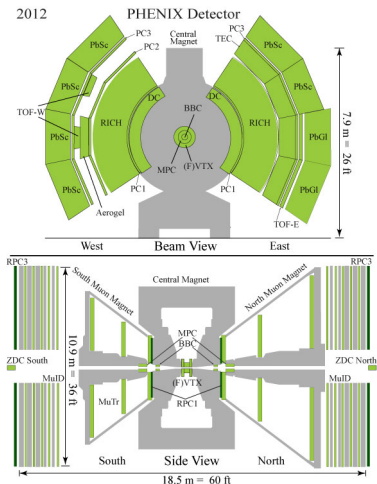 2012 PHENIX Detector
Central
Magnet
PC3
PC2
PC3
TEC
PbSc
PbSc
PbSc
PbSc
PbSc
PbSc
PbGl
PbGl
TOF-W
RICH
RICH
DC
DC
BBC
MPC
(F)VTX
PC1
PC1
Aerogel
TOF-E
7.9 m = 26 ft
West Beam View East
RPC3
RPC3
South Muon Magnet
Central Magnet
North Muon Magnet
10.9 m = 36 ft
MPC
BBC
ZDC South
ZDC North
MuID
MuID
(F)VTX
MuTr
RPC1
South Side View North
18.5 m = 60 ft